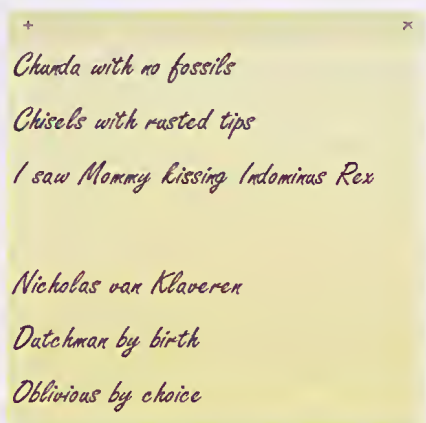 Chunda with no fossils
Chisels with rusted tips
I saw Mommy kissing Indominus Rex
Nicholas van Klaveren
Dutchman by birth
Oblivious by choice